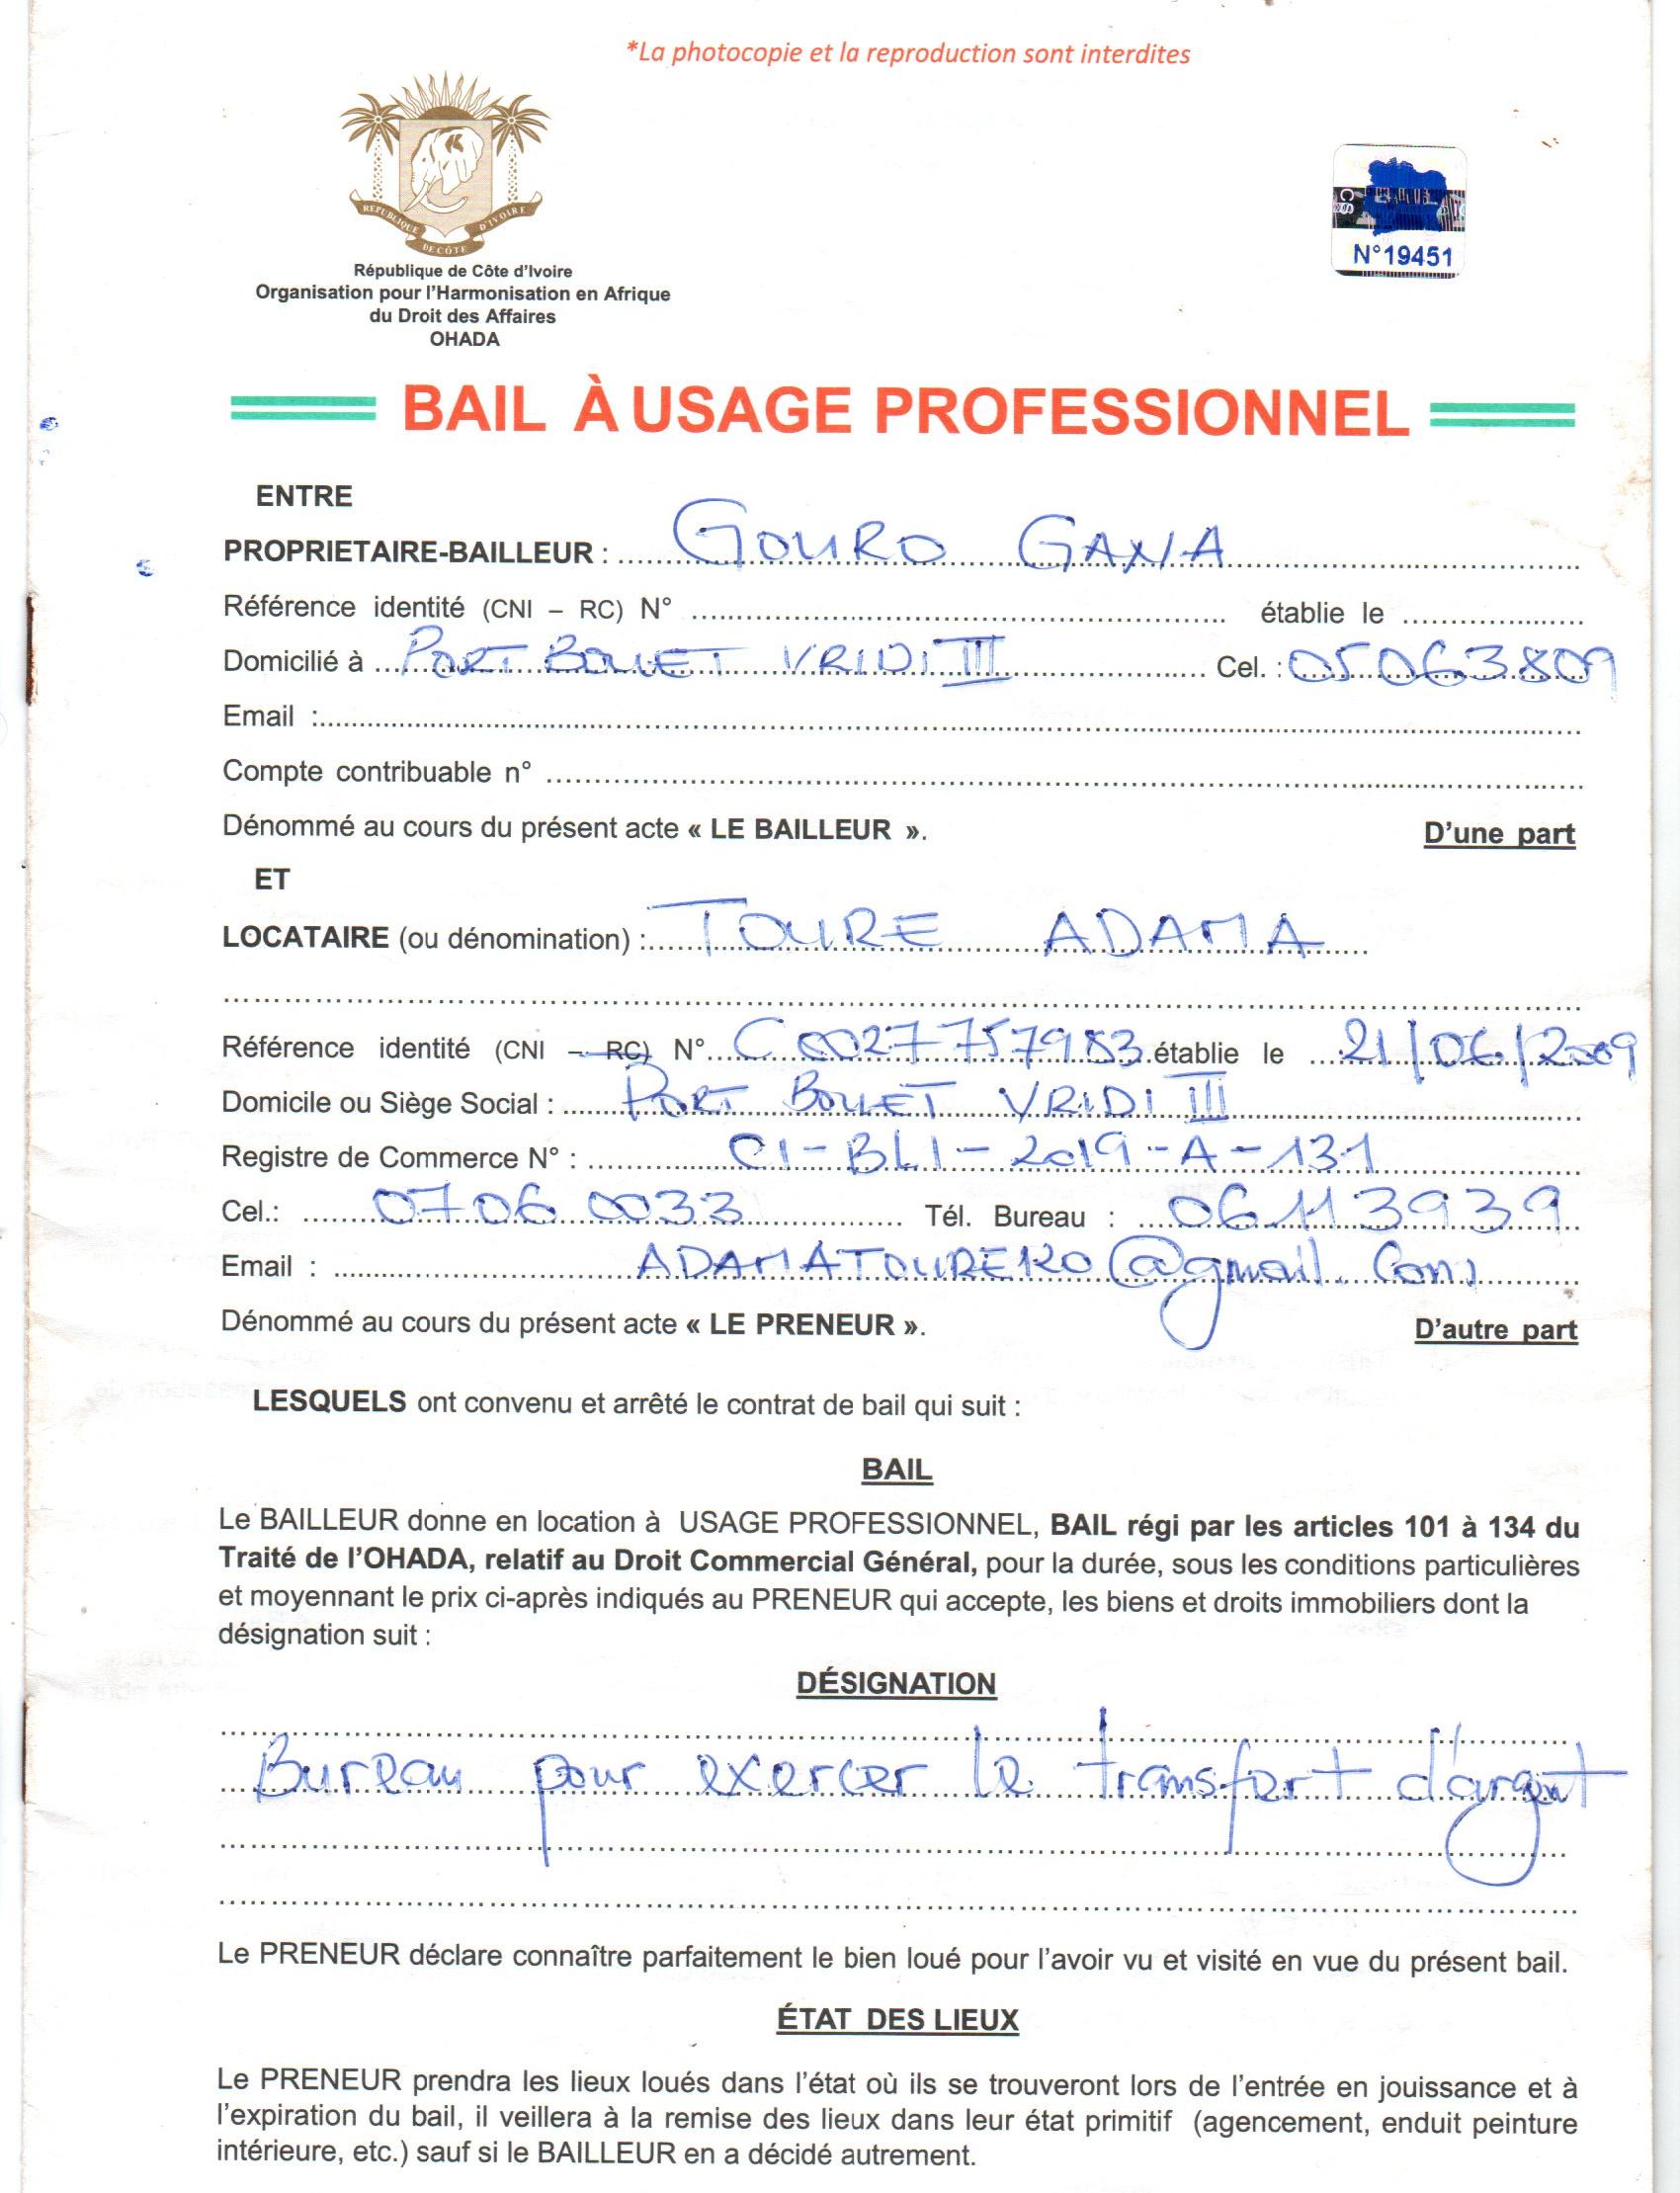 *La photocopie et la reproduction sont interdites
REPUBLIQUE DE CÔTE D'IVOIRE
N°19451
République de Côte d'Ivoire
Organisation pour l'Harmonisation en Afrique
du Droit des Affaires
OHADA
BAIL À USAGE PROFESSIONNEL
ENTRE
PROPRIETAIRE-BAILLEUR : GOURO GANA
Référence identité (CNI – RC) N° établie le
Domicilié à PORT BOUET VRIDI III Cel. : 05063809
Email :
Compte contribuable n°
Dénommé au cours du présent acte « LE BAILLEUR ». D'une part
ET
LOCATAIRE (ou dénomination) : TOURE ADAMA
Référence identité (CNI – RC) N° C0027757983 établie le 21/06/2009
Domicile ou Siège Social : PORT BOUET VRIDI III
Registre de Commerce N° : CI-BLI-2019-A-131
Cel.: 0706 0033 Tél. Bureau : 06113939
Email : ADAMATOUREKO@gmail.com
Dénommé au cours du présent acte « LE PRENEUR ». D'autre part
LESQUELS ont convenu et arrêté le contrat de bail qui suit :
BAIL
Le BAILLEUR donne en location à USAGE PROFESSIONNEL, BAIL régi par les articles 101 à 134 du
Traité de l'OHADA, relatif au Droit Commercial Général, pour la durée, sous les conditions particulières
et moyennant le prix ci-après indiqués au PRENEUR qui accepte, les biens et droits immobiliers dont la
désignation suit :
DÉSIGNATION
Bureau pour exercer le transfert d'argent
Le PRENEUR déclare connaître parfaitement le bien loué pour l'avoir vu et visité en vue du présent bail.
ÉTAT DES LIEUX
Le PRENEUR prendra les lieux loués dans l'état où ils se trouveront lors de l'entrée en jouissance et à
l'expiration du bail, il veillera à la remise des lieux dans leur état primitif (agencement, enduit peinture
intérieure, etc.) sauf si le BAILLEUR en a décidé autrement.